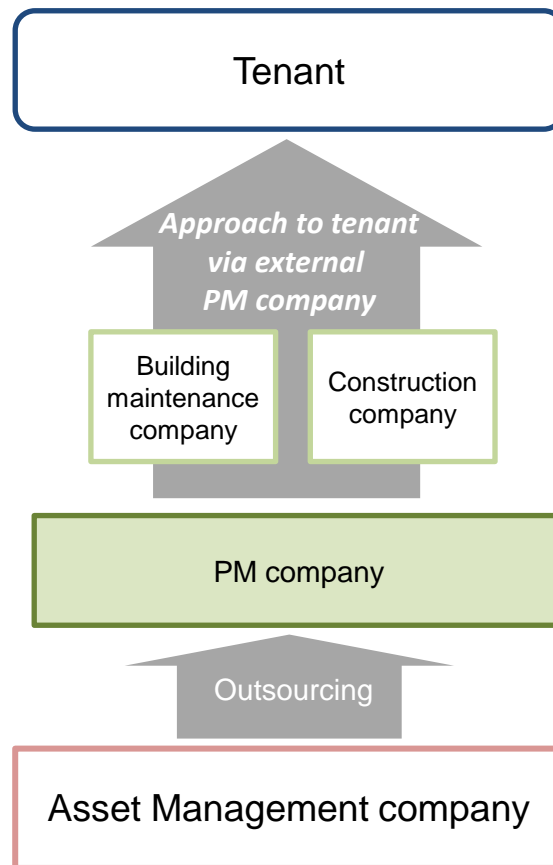 Tenant
Approach to tenant
via external
PM company
Building
maintenance
company
Construction
company
PM company
Outsourcing
Asset Management company